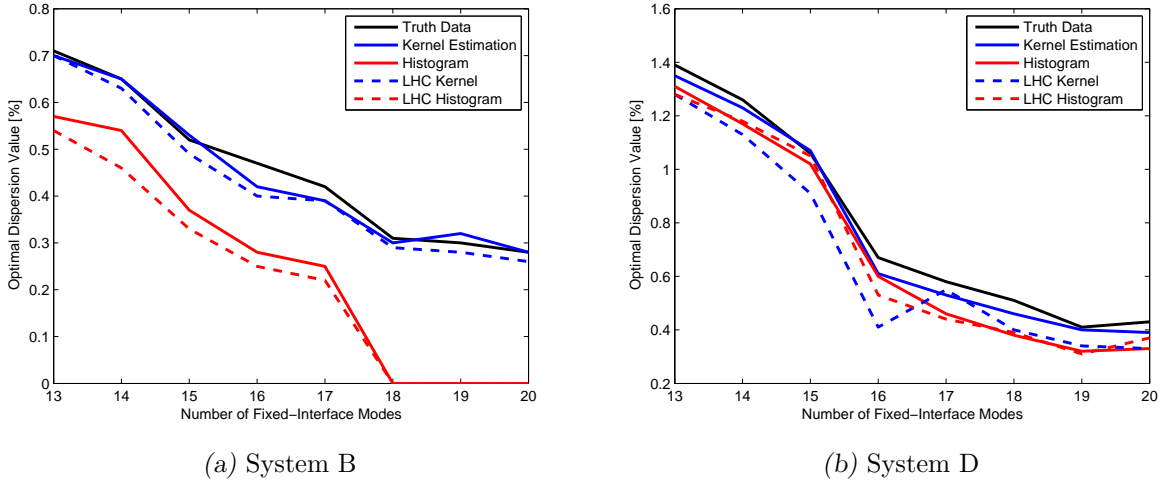 0.8
0.7
0.6
0.5
0.4
0.3
0.2
0.1
0
Optimal Dispersion Value [%]
13 14 15 16 17 18 19 20
Number of Fixed−Interface Modes
Truth Data
Kernel Estimation
Histogram
LHC Kernel
LHC Histogram
(a) System B
1.6
1.4
1.2
1
0.8
0.6
0.4
0.2
Optimal Dispersion Value [%]
13 14 15 16 17 18 19 20
Number of Fixed−Interface Modes
Truth Data
Kernel Estimation
Histogram
LHC Kernel
LHC Histogram
(b) System D